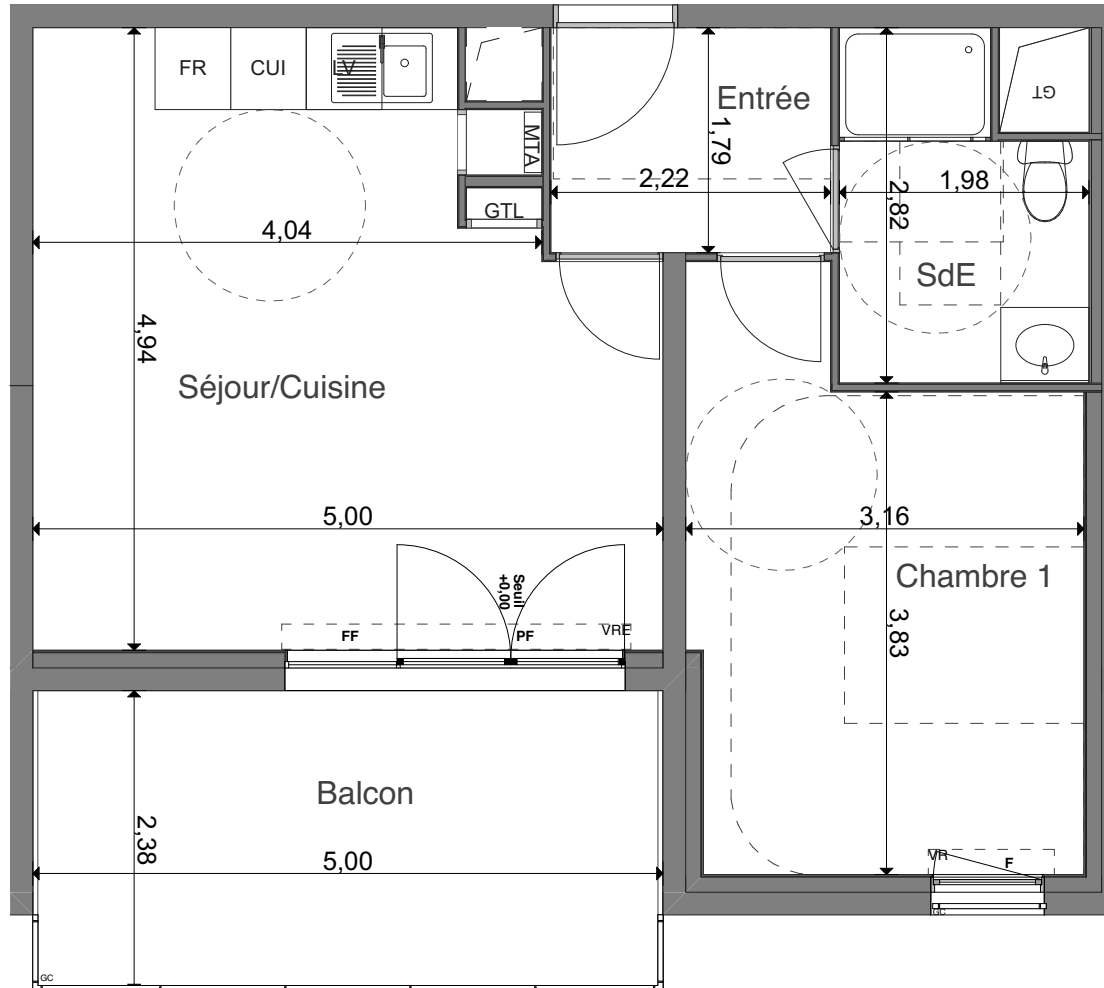 FR
CUI
LV
MTA
GTL
Entrée
1,79
2,22
GT
1,98
2,82
SdE
4,04
4,94
Séjour/Cuisine
5,00
3,16
Chambre 1
3,83
Seuil
+0,00
FF
PF
VRE
Balcon
2,38
5,00
VR
F
GC
GC